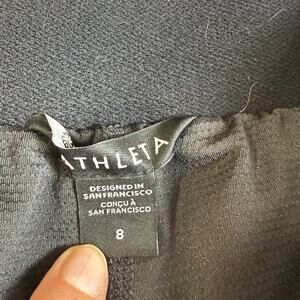 ATHLETA
DESIGNED IN
SAN FRANCISCO
CONÇU À
SAN FRANCISCO
8